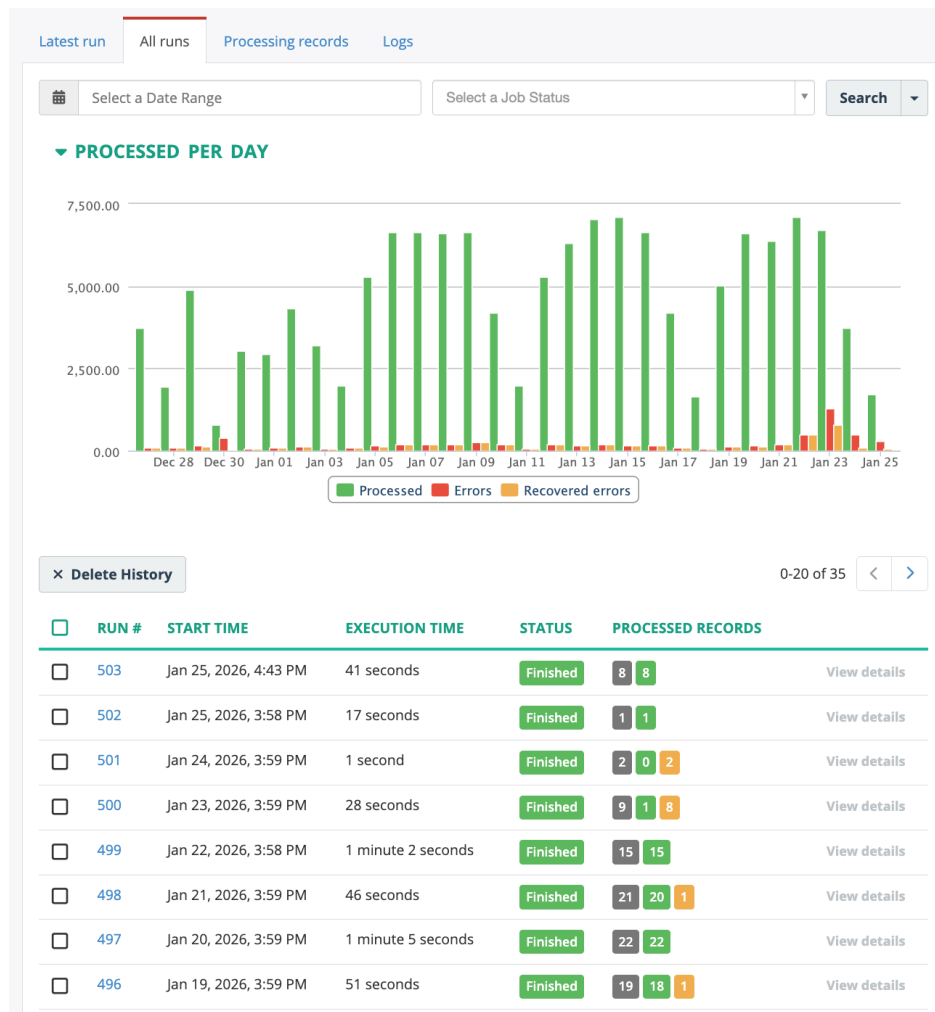 Latest run All runs Processing records Logs
Select a Date Range Select a Job Status Search
PROCESSED PER DAY
7,500.00
5,000.00
2,500.00
0.00
Dec 28 Dec 30 Jan 01 Jan 03 Jan 05 Jan 07 Jan 09 Jan 11 Jan 13 Jan 15 Jan 17 Jan 19 Jan 21 Jan 23 Jan 25
Processed Errors Recovered errors
× Delete History 0-20 of 35
RUN # START TIME EXECUTION TIME STATUS PROCESSED RECORDS
503 Jan 25, 2026, 4:43 PM 41 seconds Finished 8 8 View details
502 Jan 25, 2026, 3:58 PM 17 seconds Finished 1 1 View details
501 Jan 24, 2026, 3:59 PM 1 second Finished 2 0 2 View details
500 Jan 23, 2026, 3:59 PM 28 seconds Finished 9 1 8 View details
499 Jan 22, 2026, 3:58 PM 1 minute 2 seconds Finished 15 15 View details
498 Jan 21, 2026, 3:59 PM 46 seconds Finished 21 20 1 View details
497 Jan 20, 2026, 3:59 PM 1 minute 5 seconds Finished 22 22 View details
496 Jan 19, 2026, 3:59 PM 51 seconds Finished 19 18 1 View details